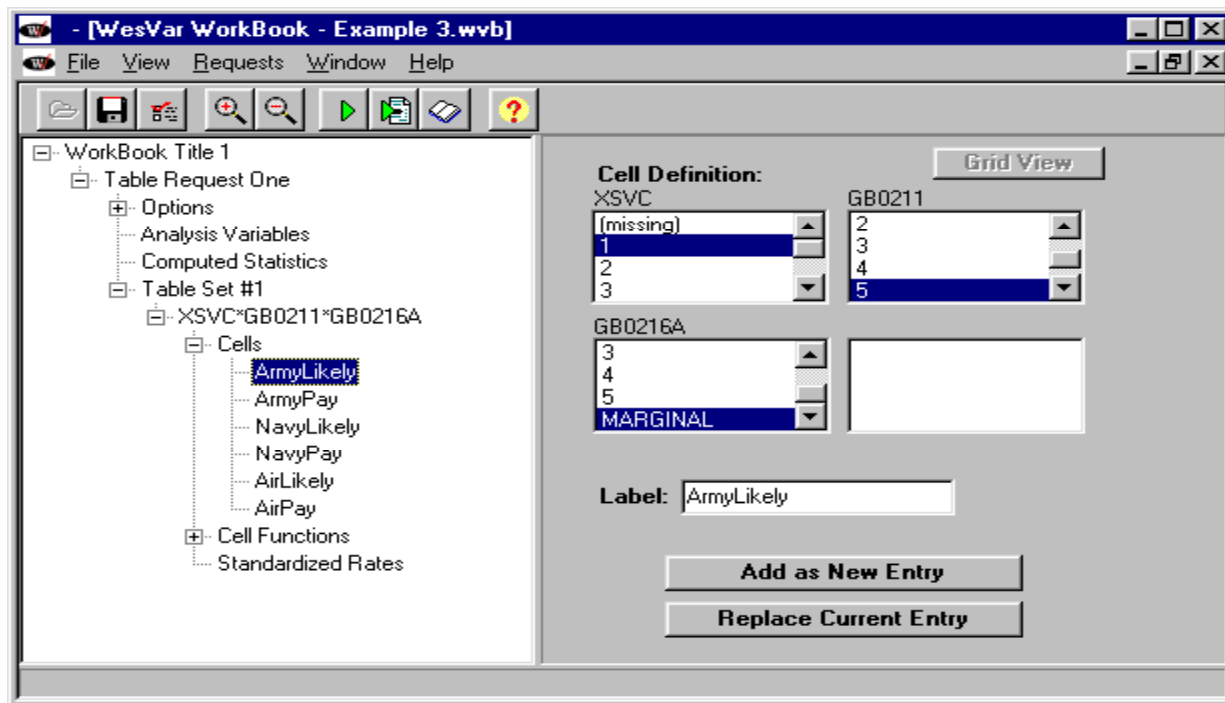 - [WesVar WorkBook - Example 3.wvb]
File View Requests Window Help
WorkBook Title 1
Table Request One
Options
Analysis Variables
Computed Statistics
Table Set #1
XSVC*GB0211*GB0216A
Cells
ArmyLikely
ArmyPay
NavyLikely
NavyPay
AirLikely
AirPay
Cell Functions
Standardized Rates
Grid View
Cell Definition:
XSVC
(missing)
1
2
3
GB0211
2
3
4
5
GB0216A
3
4
5
MARGINAL
Label: ArmyLikely
Add as New Entry
Replace Current Entry